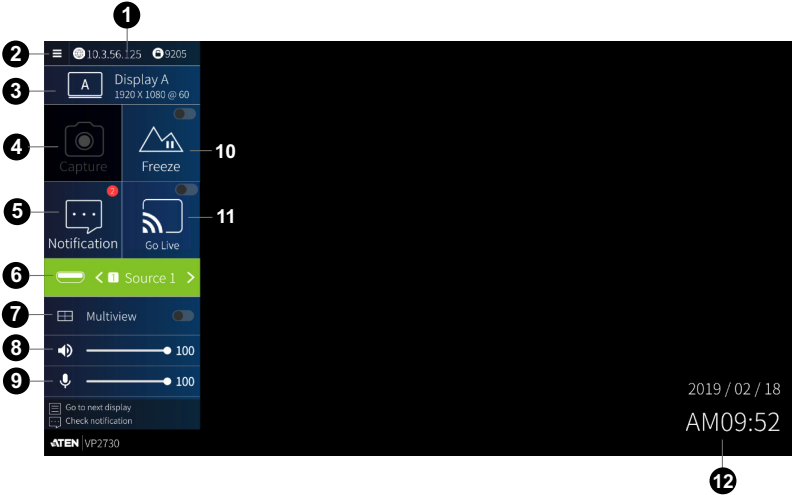 1
2
10.3.56.125 9205
3
A
Display A
1920 X 1080 @ 60
4
Capture
Freeze
10
5
2
Notification
Go Live
11
6
1 Source 1
7
Multiview
8
100
9
100
Go to next display
Check notification
ATEN VP2730
2019 / 02 / 18
AM09:52
12